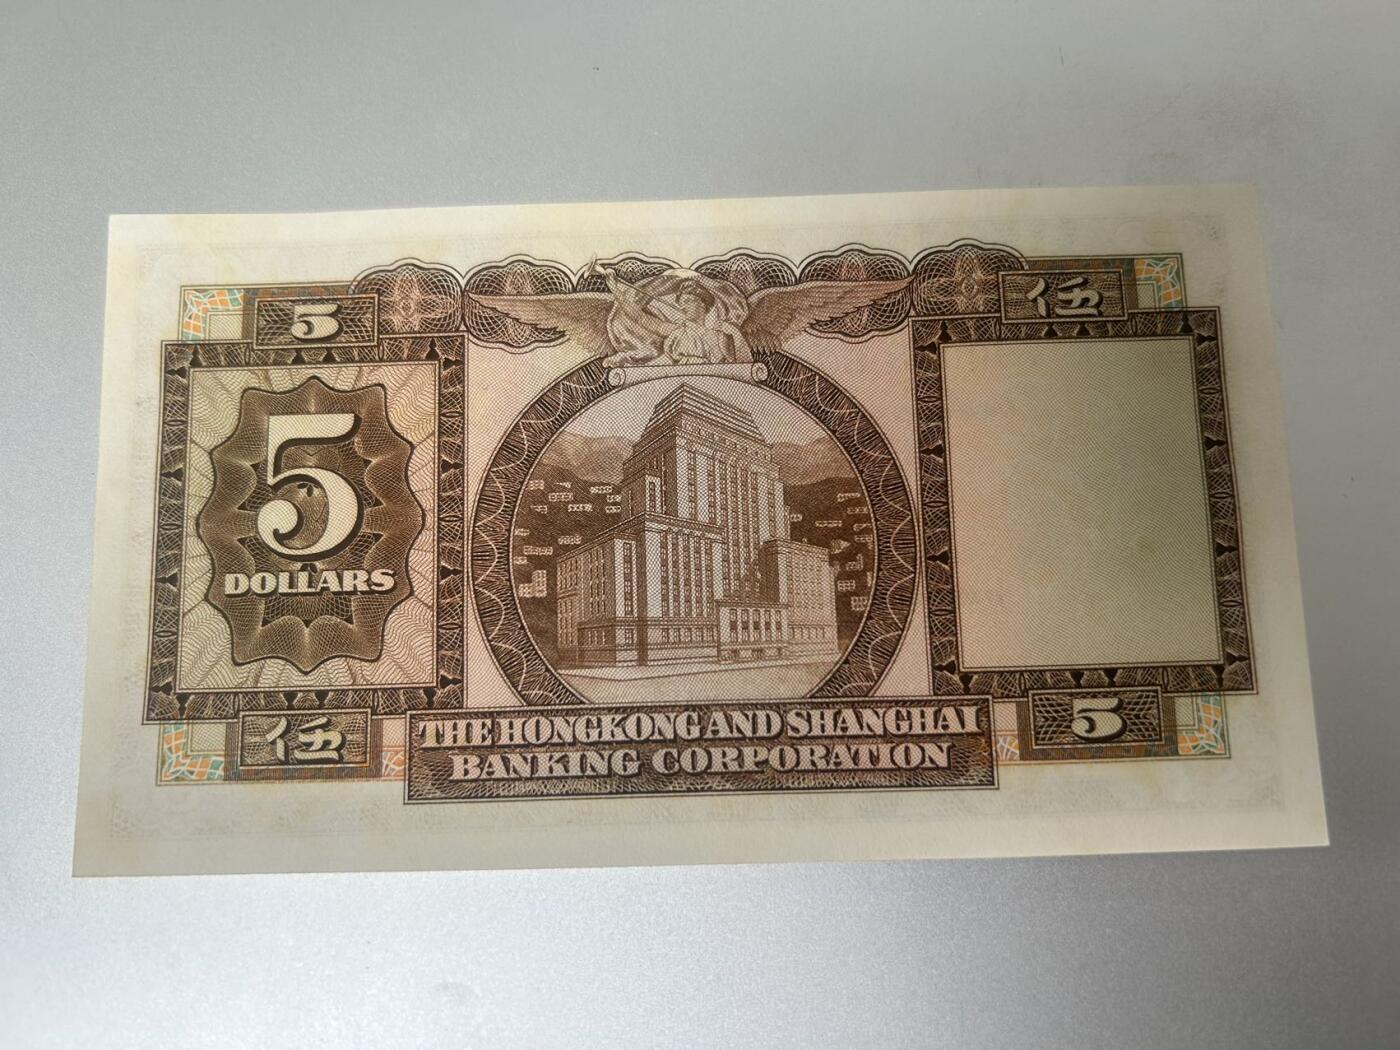 5
伍
5
DOLLARS
伍
5
THE HONGKONG AND SHANGHAI
BANKING CORPORATION